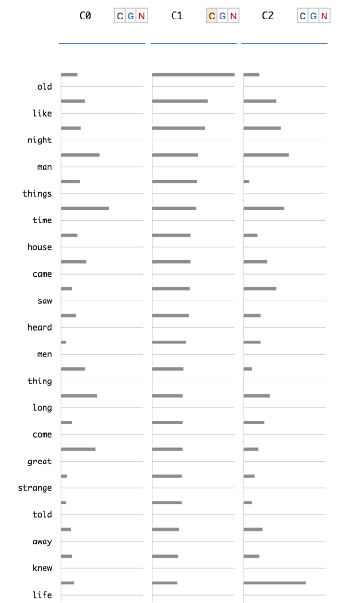 C0 C G N C1 C G N C2 C G N
old
like
night
man
things
time
house
came
saw
heard
men
thing
long
come
great
strange
told
away
knew
life